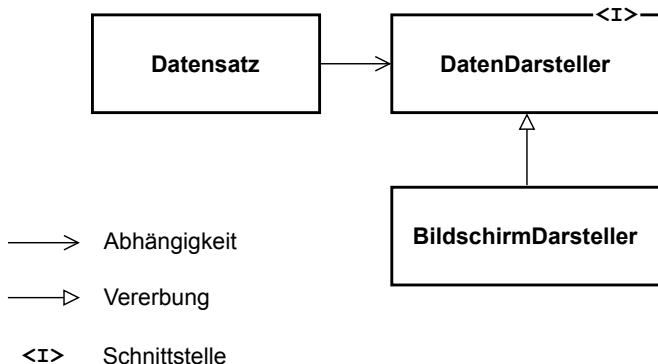 <I>
Datensatz
DatenDarsteller
BildschirmDarsteller
Abhängigkeit
Vererbung
<I> Schnittstelle